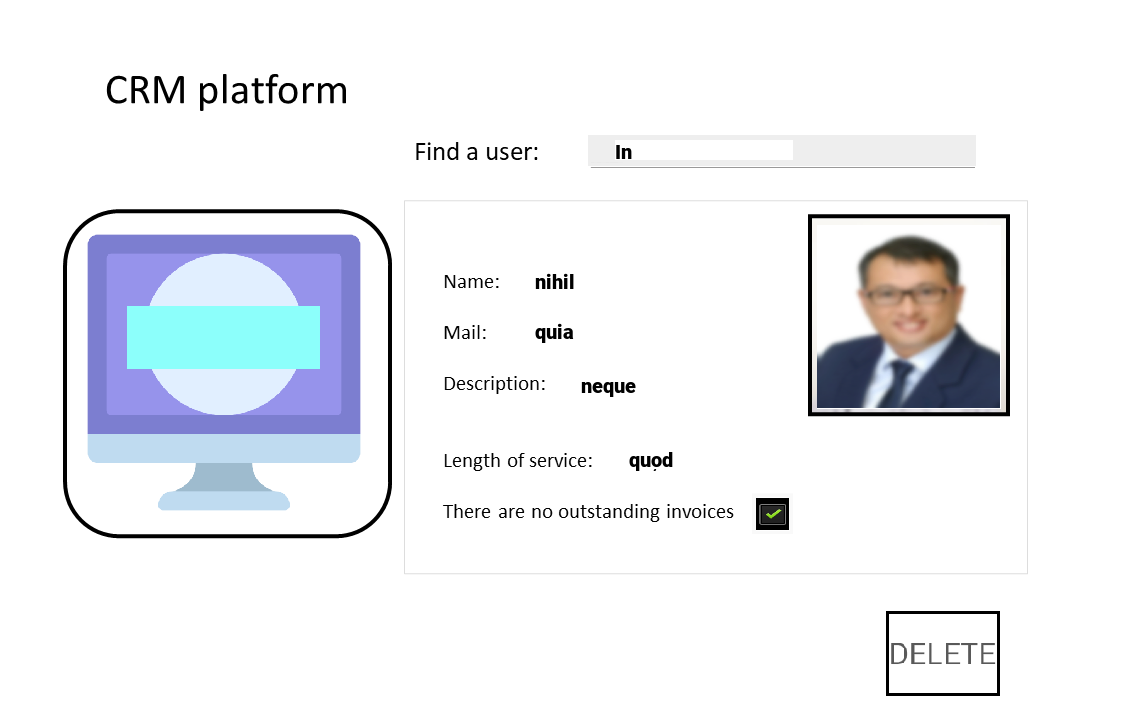 CRM platform
Find a user: In
Name: nihil
Mail: quia
Description: neque
Length of service: quod
There are no outstanding invoices
DELETE